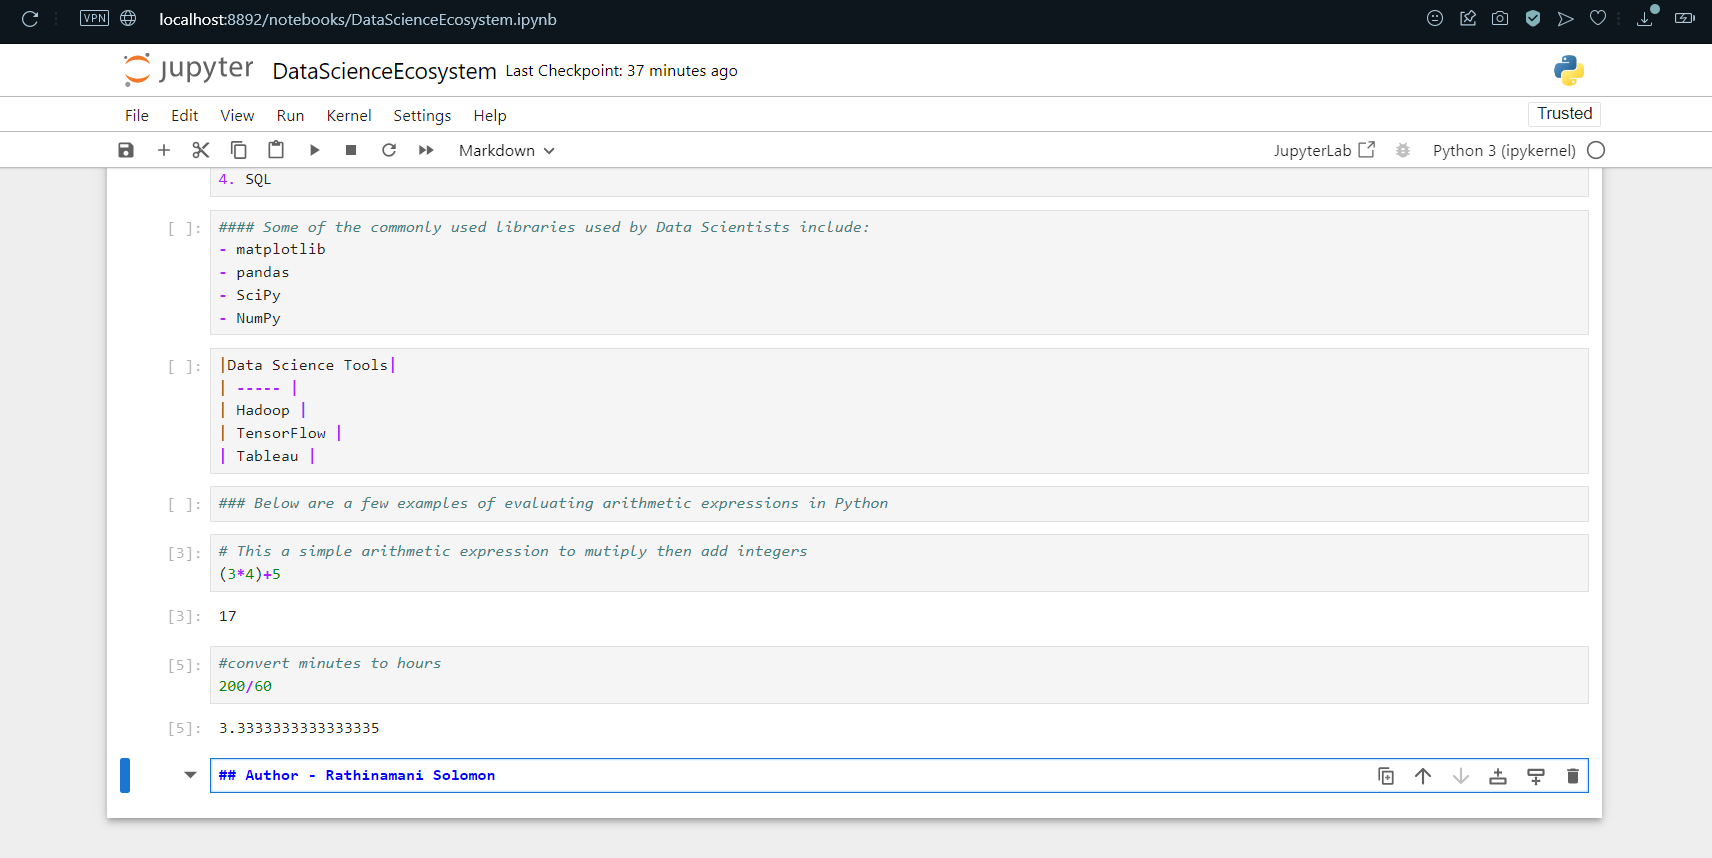 VPN localhost:8892/notebooks/DataScienceEcosystem.ipynb
jupyter DataScienceEcosystem Last Checkpoint: 37 minutes ago
File Edit View Run Kernel Settings Help Trusted
Markdown JupyterLab Python 3 (ipykernel)
4. SQL
[ ]: #### Some of the commonly used libraries used by Data Scientists include:
- matplotlib
- pandas
- SciPy
- NumPy
[ ]: |Data Science Tools|
| ----- |
| Hadoop |
| TensorFlow |
| Tableau |
[ ]: ### Below are a few examples of evaluating arithmetic expressions in Python
[3]: # This a simple arithmetic expression to mutiply then add integers
(3*4)+5
[3]: 17
[5]: #convert minutes to hours
200/60
[5]: 3.3333333333333335
## Author - Rathinamani Solomon